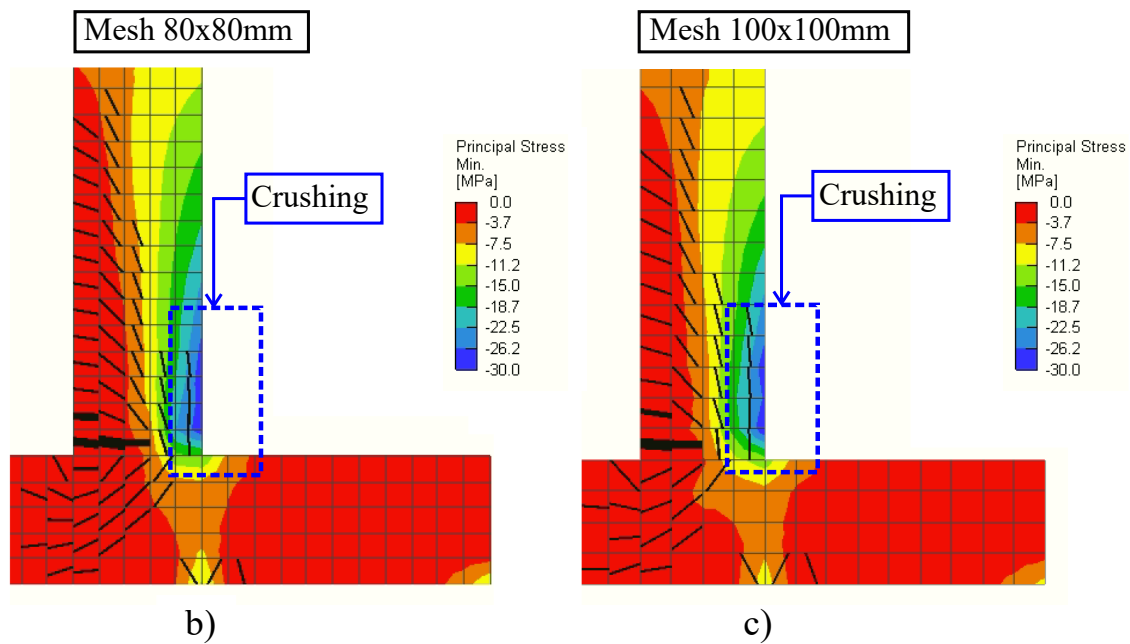 Mesh 80x80mm
Mesh 100x100mm
Principal Stress
Min.
[MPa]
0.0
-3.7
-7.5
-11.2
-15.0
-18.7
-22.5
-26.2
-30.0
Crushing
Principal Stress
Min.
[MPa]
0.0
-3.7
-7.5
-11.2
-15.0
-18.7
-22.5
-26.2
-30.0
Crushing
b)
c)